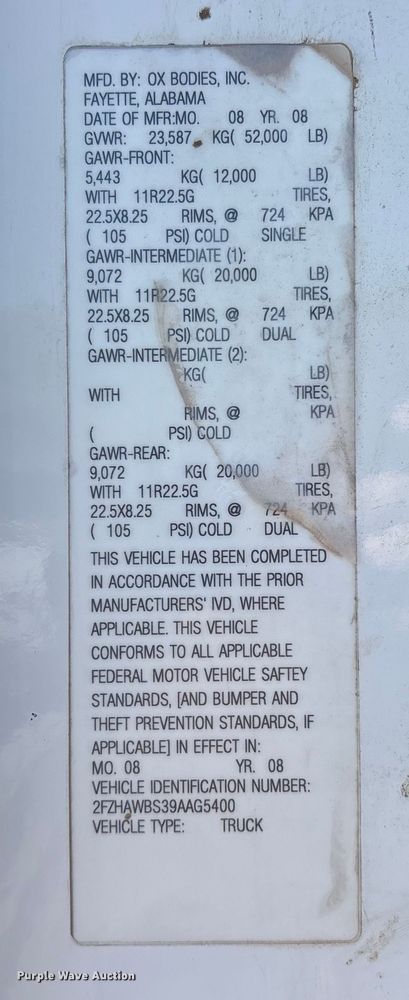 MFD. BY: OX BODIES, INC.
FAYETTE, ALABAMA
DATE OF MFR:MO. 08 YR. 08
GVWR: 23,587 KG( 52,000 LB)
GAWR-FRONT:
5,443 KG( 12,000 LB)
WITH 11R22.5G TIRES,
22.5X8.25 RIMS, @ 724 KPA
( 105 PSI) COLD SINGLE
GAWR-INTERMEDIATE (1):
9,072 KG( 20,000 LB)
WITH 11R22.5G TIRES,
22.5X8.25 RIMS, @ 724 KPA
( 105 PSI) COLD DUAL
GAWR-INTERMEDIATE (2):
KG( LB)
WITH TIRES,
RIMS, @ KPA
( PSI) COLD
GAWR-REAR:
9,072 KG( 20,000 LB)
WITH 11R22.5G TIRES,
22.5X8.25 RIMS, @ 724 KPA
( 105 PSI) COLD DUAL
THIS VEHICLE HAS BEEN COMPLETED
IN ACCORDANCE WITH THE PRIOR
MANUFACTURERS' IVD, WHERE
APPLICABLE. THIS VEHICLE
CONFORMS TO ALL APPLICABLE
FEDERAL MOTOR VEHICLE SAFTEY
STANDARDS, [AND BUMPER AND
THEFT PREVENTION STANDARDS, IF
APPLICABLE] IN EFFECT IN:
MO. 08 YR. 08
VEHICLE IDENTIFICATION NUMBER:
2FZHAWBS39AAG5400
VEHICLE TYPE: TRUCK
Purple Wave Auction